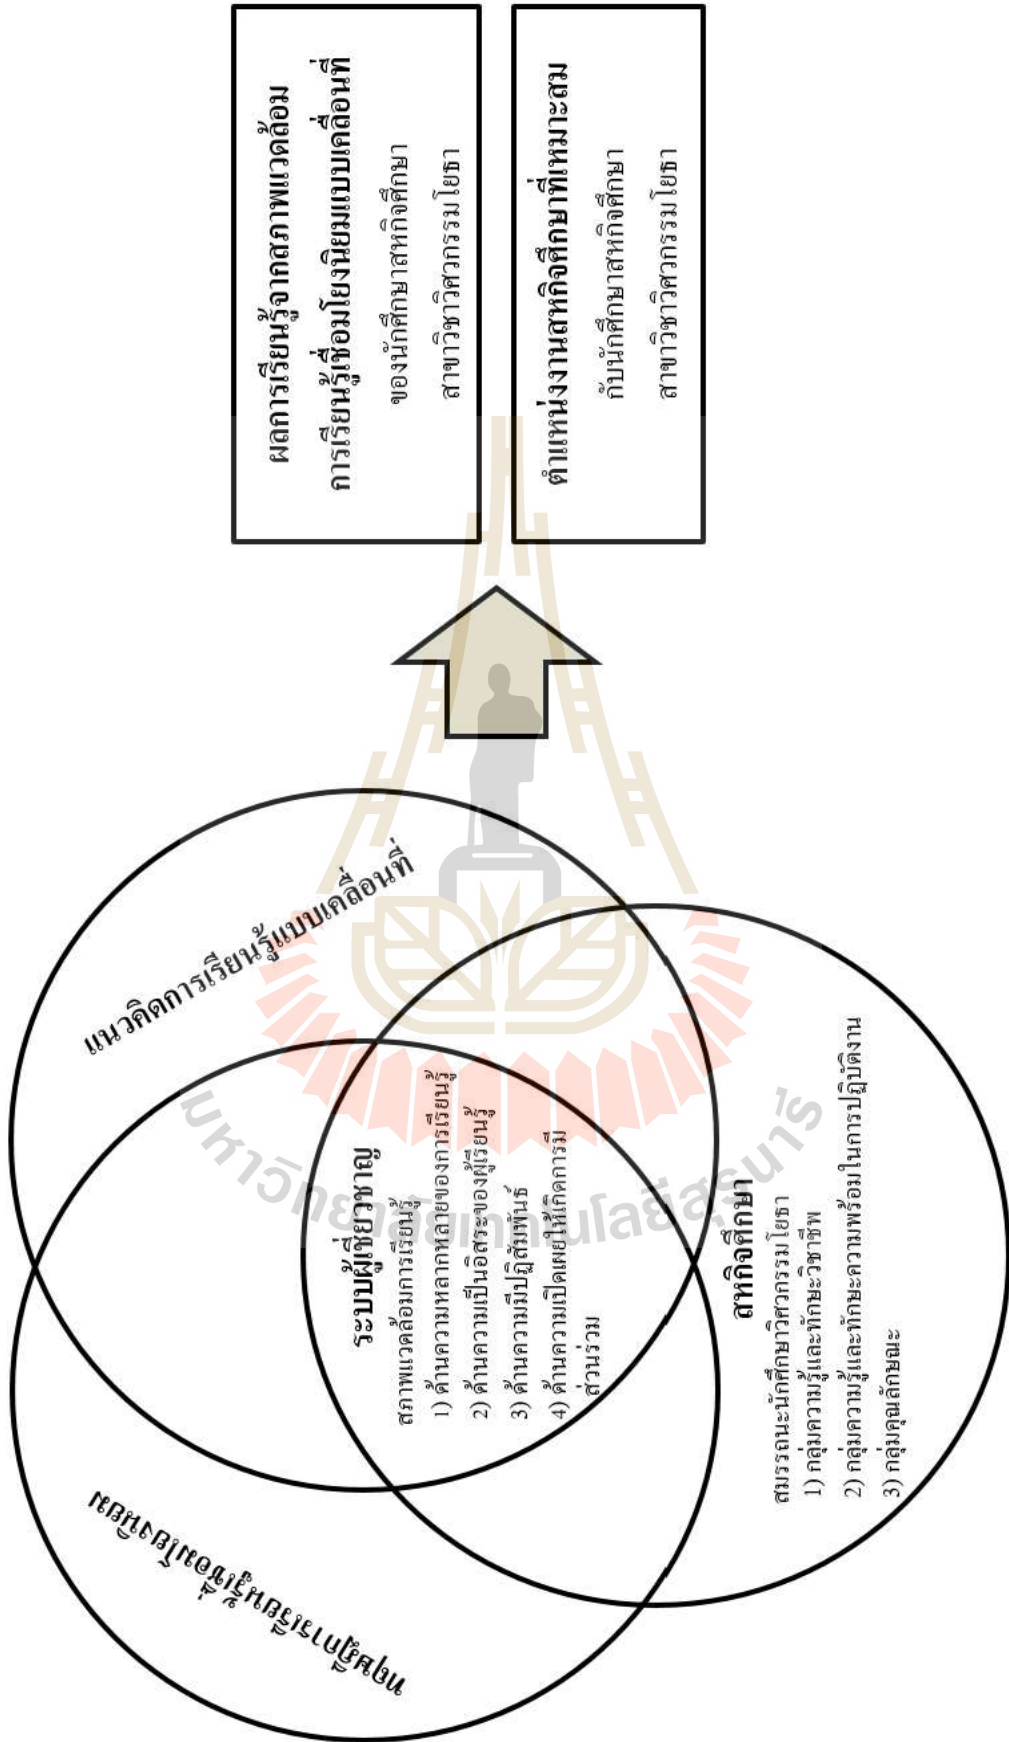 ทฤษฎีการเรียนรู้เชื่อมโยงนิยม
แนวคิดการเรียนรู้แบบเคลื่อนที่
ระบบผู้เชี่ยวชาญ
สภาพแวดล้อมการเรียนรู้
1) ด้านความหลากหลายของการเรียนรู้
2) ด้านความเป็นอิสระของผู้เรียนรู้
3) ด้านความมีปฏิสัมพันธ์
4) ด้านความเปิดเผยให้เกิดการมี
ส่วนร่วม
สหกิจศึกษา
สมรรถนะนักศึกษาวิศวกรรมโยธา
1) กลุ่มความรู้และทักษะวิชาชีพ
2) กลุ่มความรู้และทักษะความพร้อมในการปฏิบัติงาน
3) กลุ่มคุณลักษณะ
ผลการเรียนรู้จากสภาพแวดล้อม
การเรียนรู้เชื่อมโยงนิยมแบบเคลื่อนที่
ของนักศึกษาสหกิจศึกษา
สาขาวิชาวิศวกรรมโยธา
ตำแหน่งงานสหกิจศึกษาที่เหมาะสม
กับนักศึกษาสหกิจศึกษา
สาขาวิชาวิศวกรรมโยธา
มหาวิทยาลัยเทคโนโลยีสุรนารี